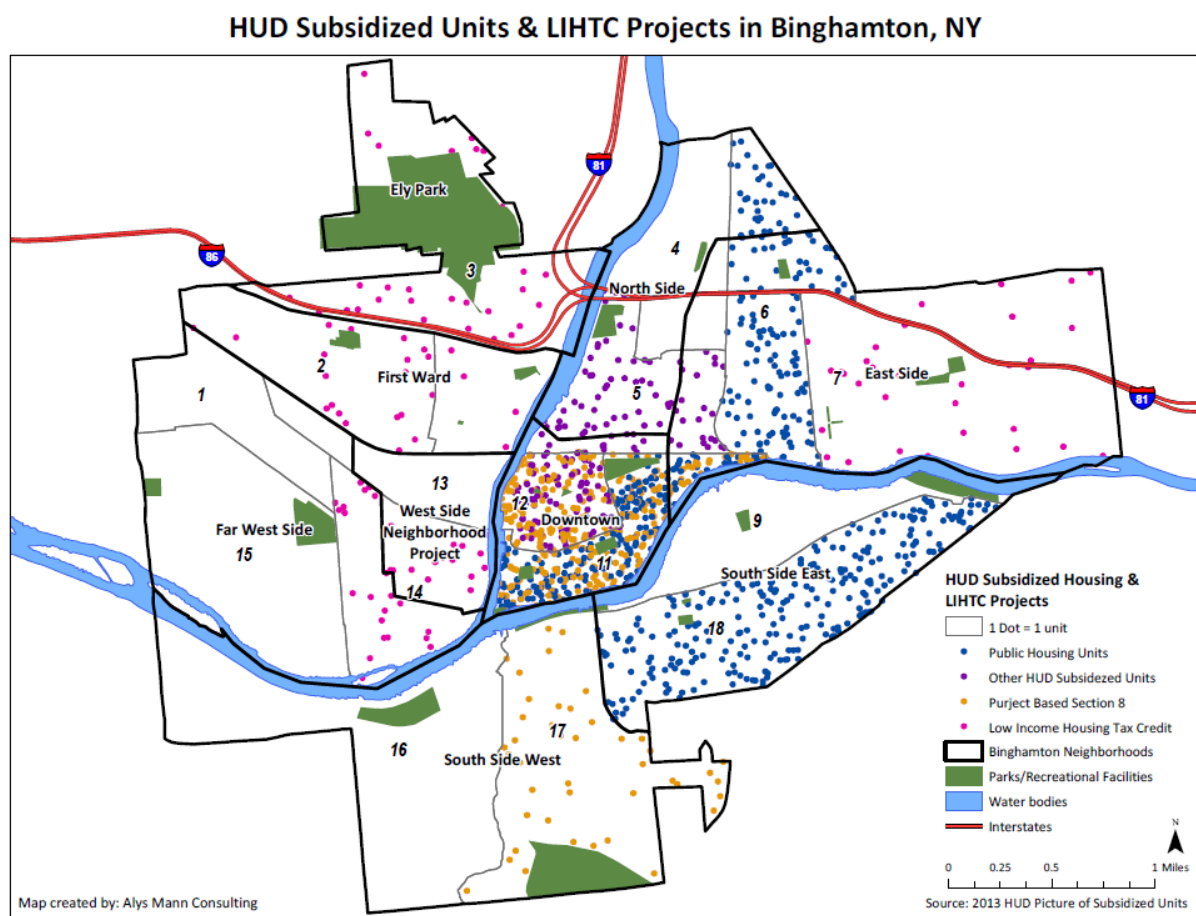 HUD Subsidized Units & LIHTC Projects in Binghamton, NY
81
Ely Park
86
3
4
North Side
6
2
First Ward
1
5
7
East Side
81
13
12
West Side
Neighborhood
Project
Downtown
9
Far West Side
15
11
14
South Side East
18
16
17
South Side West
HUD Subsidized Housing &
LIHTC Projects
1 Dot = 1 unit
Public Housing Units
Other HUD Subsidezed Units
Purject Based Section 8
Low Income Housing Tax Credit
Binghamton Neighborhoods
Parks/Recreational Facilities
Water bodies
Interstates
N
0 0.25 0.5 1 Miles
Map created by: Alys Mann Consulting
Source: 2013 HUD Picture of Subsidized Units